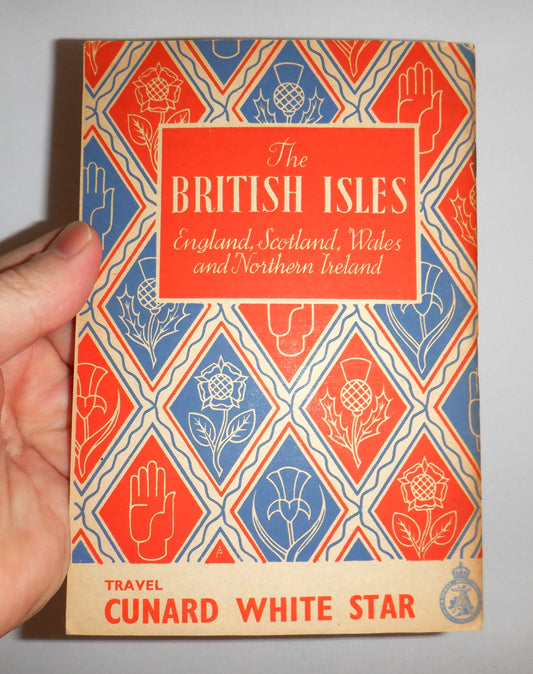 The
BRITISH ISLES
England, Scotland, Wales
and Northern Ireland
TRAVEL
CUNARD WHITE STAR